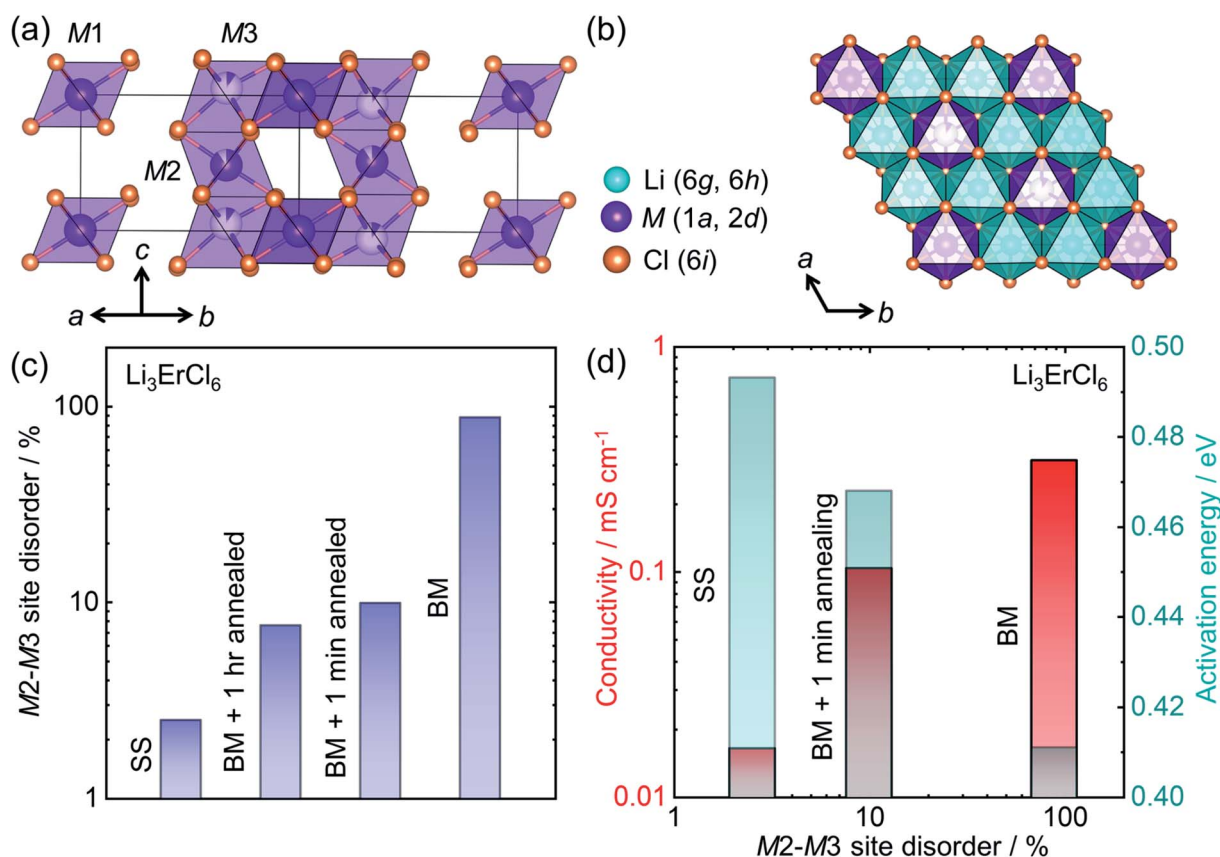 (a)
M1
M3
M2
c
a
b
(b)
Li (6g, 6h)
M (1a, 2d)
Cl (6i)
a
b
(c)
Li₃ErCl₆
M2-M3 site disorder / %
100
10
1
SS
BM + 1 hr annealed
BM + 1 min annealed
BM
(d)
Li₃ErCl₆
Conductivity / mS cm⁻¹
1
0.1
0.01
SS
BM + 1 min annealing
BM
0.50
0.48
0.46
0.44
0.42
0.40
Activation energy / eV
1
10
100
M2-M3 site disorder / %